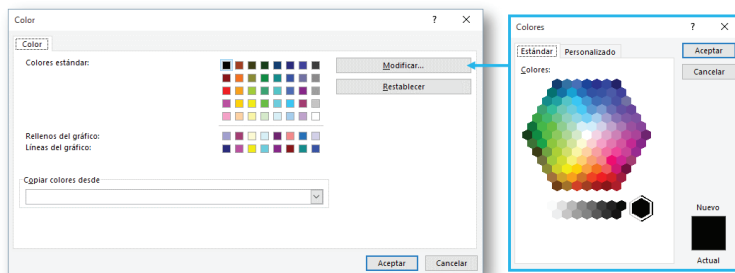 Color
?
Color
Colores estándar:
Modificar...
Restablecer
Rellenos del gráfico:
Líneas del gráfico:
Copiar colores desde
Aceptar
Cancelar
Colores
?
Estándar
Personalizado
Aceptar
Cancelar
Colores:
Nuevo
Actual